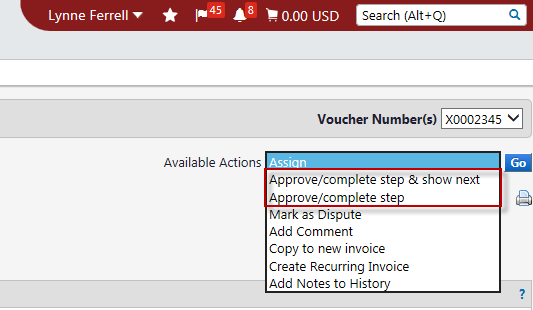 Lynne Ferrell 45 8 0.00 USD Search (Alt+Q)
Voucher Number(s) X0002345
Available Actions Assign Go
Approve/complete step & show next
Approve/complete step
Mark as Dispute
Add Comment
Copy to new invoice
Create Recurring Invoice
Add Notes to History
?